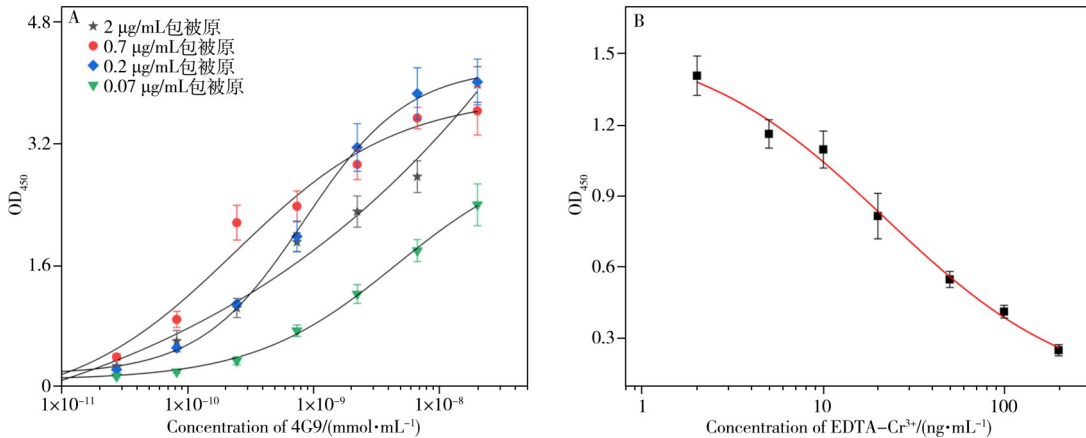 A
2 μg/mL包被原
0.7 μg/mL包被原
0.2 μg/mL包被原
0.07 μg/mL包被原
4.8
3.2
1.6
0
OD450
1×10−11
1×10−10
1×10−9
1×10−8
Concentration of 4G9/(mmol•mL−1)
B
1.5
1.2
0.9
0.6
0.3
OD450
1
10
100
Concentration of EDTA−Cr3+/(ng•mL−1)